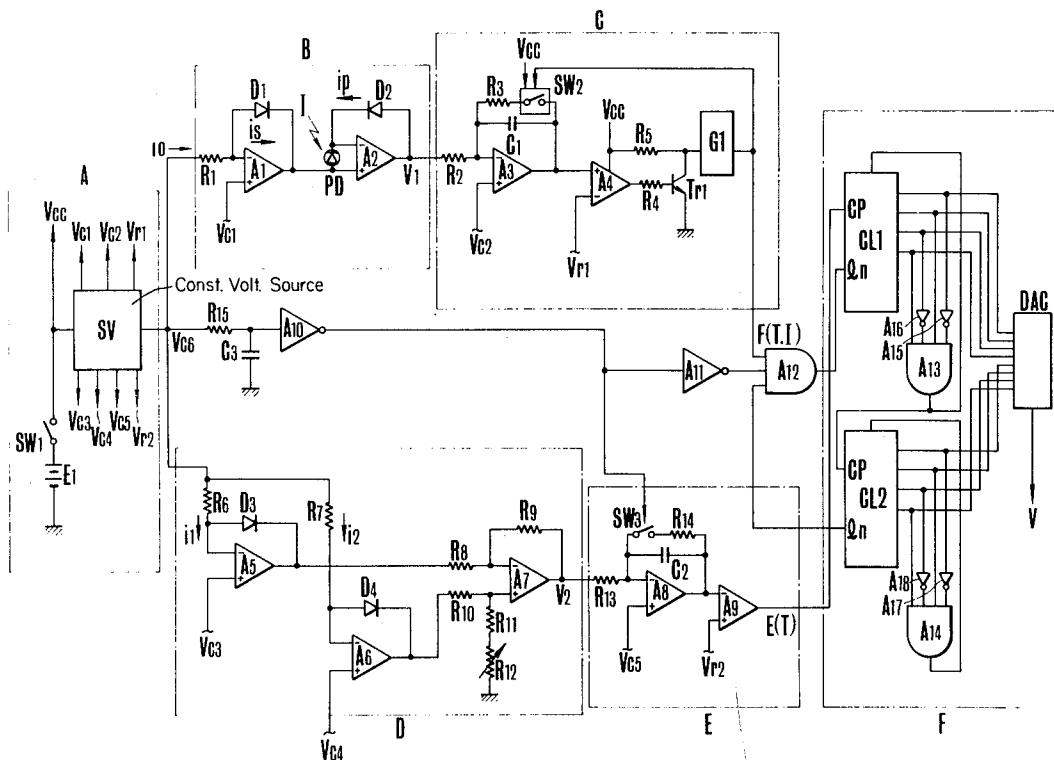 C
B
Vcc
ip
D1
D2
R3
SW2
I
is
C1
Vcc
R5
G1
i0
R1
A1
A2
V1
R2
A3
A4
R4
Tr1
PD
A
Vcc
VC1
VC2
Vr1
VC1
VC2
Vr1
CP
CL1
Qn
Const. Volt. Source
SV
VC6
R15
C3
A10
F(T.I)
A16
A15
DAC
A11
A12
A13
VC3
VC4
VC5
Vr2
SW1
E1
CP
CL2
Qn
V
R6
D3
R7
i1
i2
R9
SW3
R14
A5
R8
A7
C2
D4
V2
R13
A8
A9
E(T)
A18
A17
R10
R11
A14
VC3
A6
R12
VC5
Vr2
VC4
D
E
F